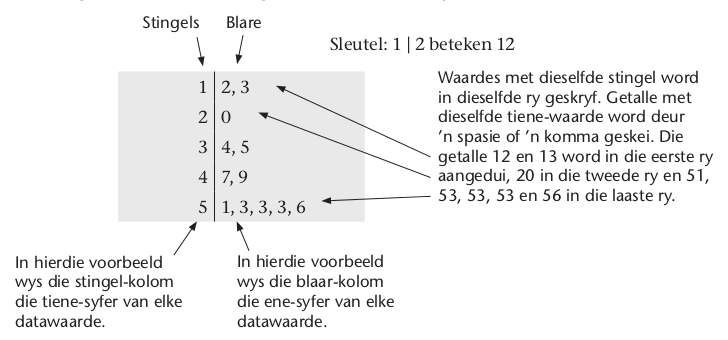 Stingels Blare
Sleutel: 1 | 2 beteken 12
1 | 2, 3
2 | 0
3 | 4, 5
4 | 7, 9
5 | 1, 3, 3, 3, 6
Waardes met dieselfde stingel word
in dieselfde ry geskryf. Getalle met
dieselfde tiene-waarde word deur
'n spasie of 'n komma geskei. Die
getalle 12 en 13 word in die eerste ry
aangedui, 20 in die tweede ry en 51,
53, 53, 53 en 56 in die laaste ry.
In hierdie voorbeeld
wys die stingel-kolom
die tiene-syfer van elke
datawaarde.
In hierdie voorbeeld
wys die blaar-kolom
die ene-syfer van elke
datawaarde.